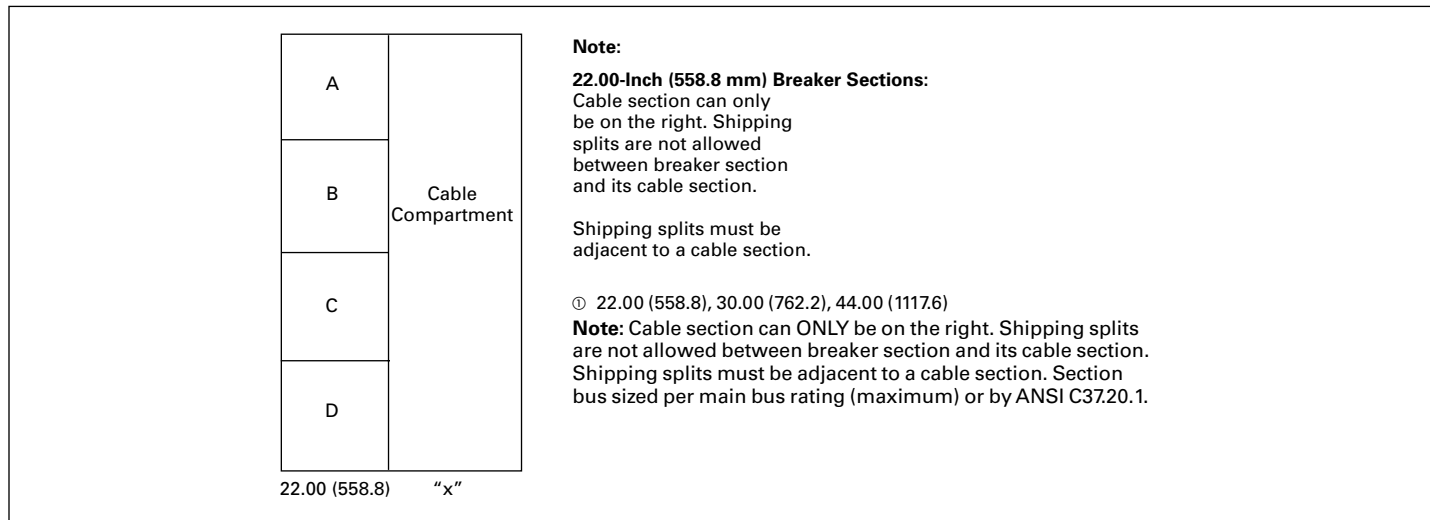 A
B
C
D
Cable
Compartment
22.00 (558.8)
“x”
Note:
22.00-Inch (558.8 mm) Breaker Sections:
Cable section can only
be on the right. Shipping
splits are not allowed
between breaker section
and its cable section.
Shipping splits must be
adjacent to a cable section.
① 22.00 (558.8), 30.00 (762.2), 44.00 (1117.6)
Note: Cable section can ONLY be on the right. Shipping splits
are not allowed between breaker section and its cable section.
Shipping splits must be adjacent to a cable section. Section
bus sized per main bus rating (maximum) or by ANSI C37.20.1.